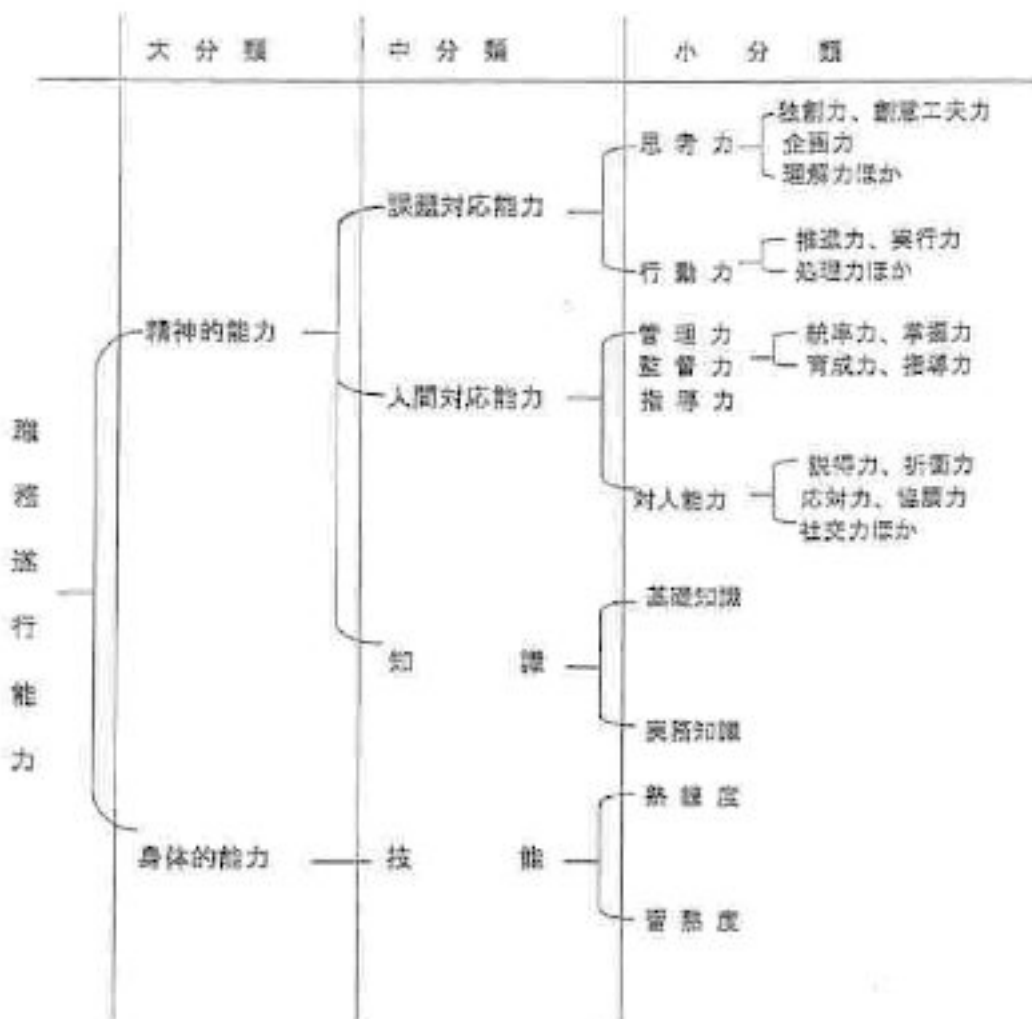 大分類 中分類 小分類
独創力、創意工夫力
思考力 企画力
理解力ほか
課題対応能力
推進力、実行力
行動力 処理力ほか
精神的能力
管理力 統率力、掌握力
監督力 育成力、指導力
人間対応能力
指導力
説得力、折衝力
対人能力 応対力、協調力
社交力ほか
職務遂行能力
基礎知識
知識
実務知識
熟練度
身体的能力 技能
習熟度